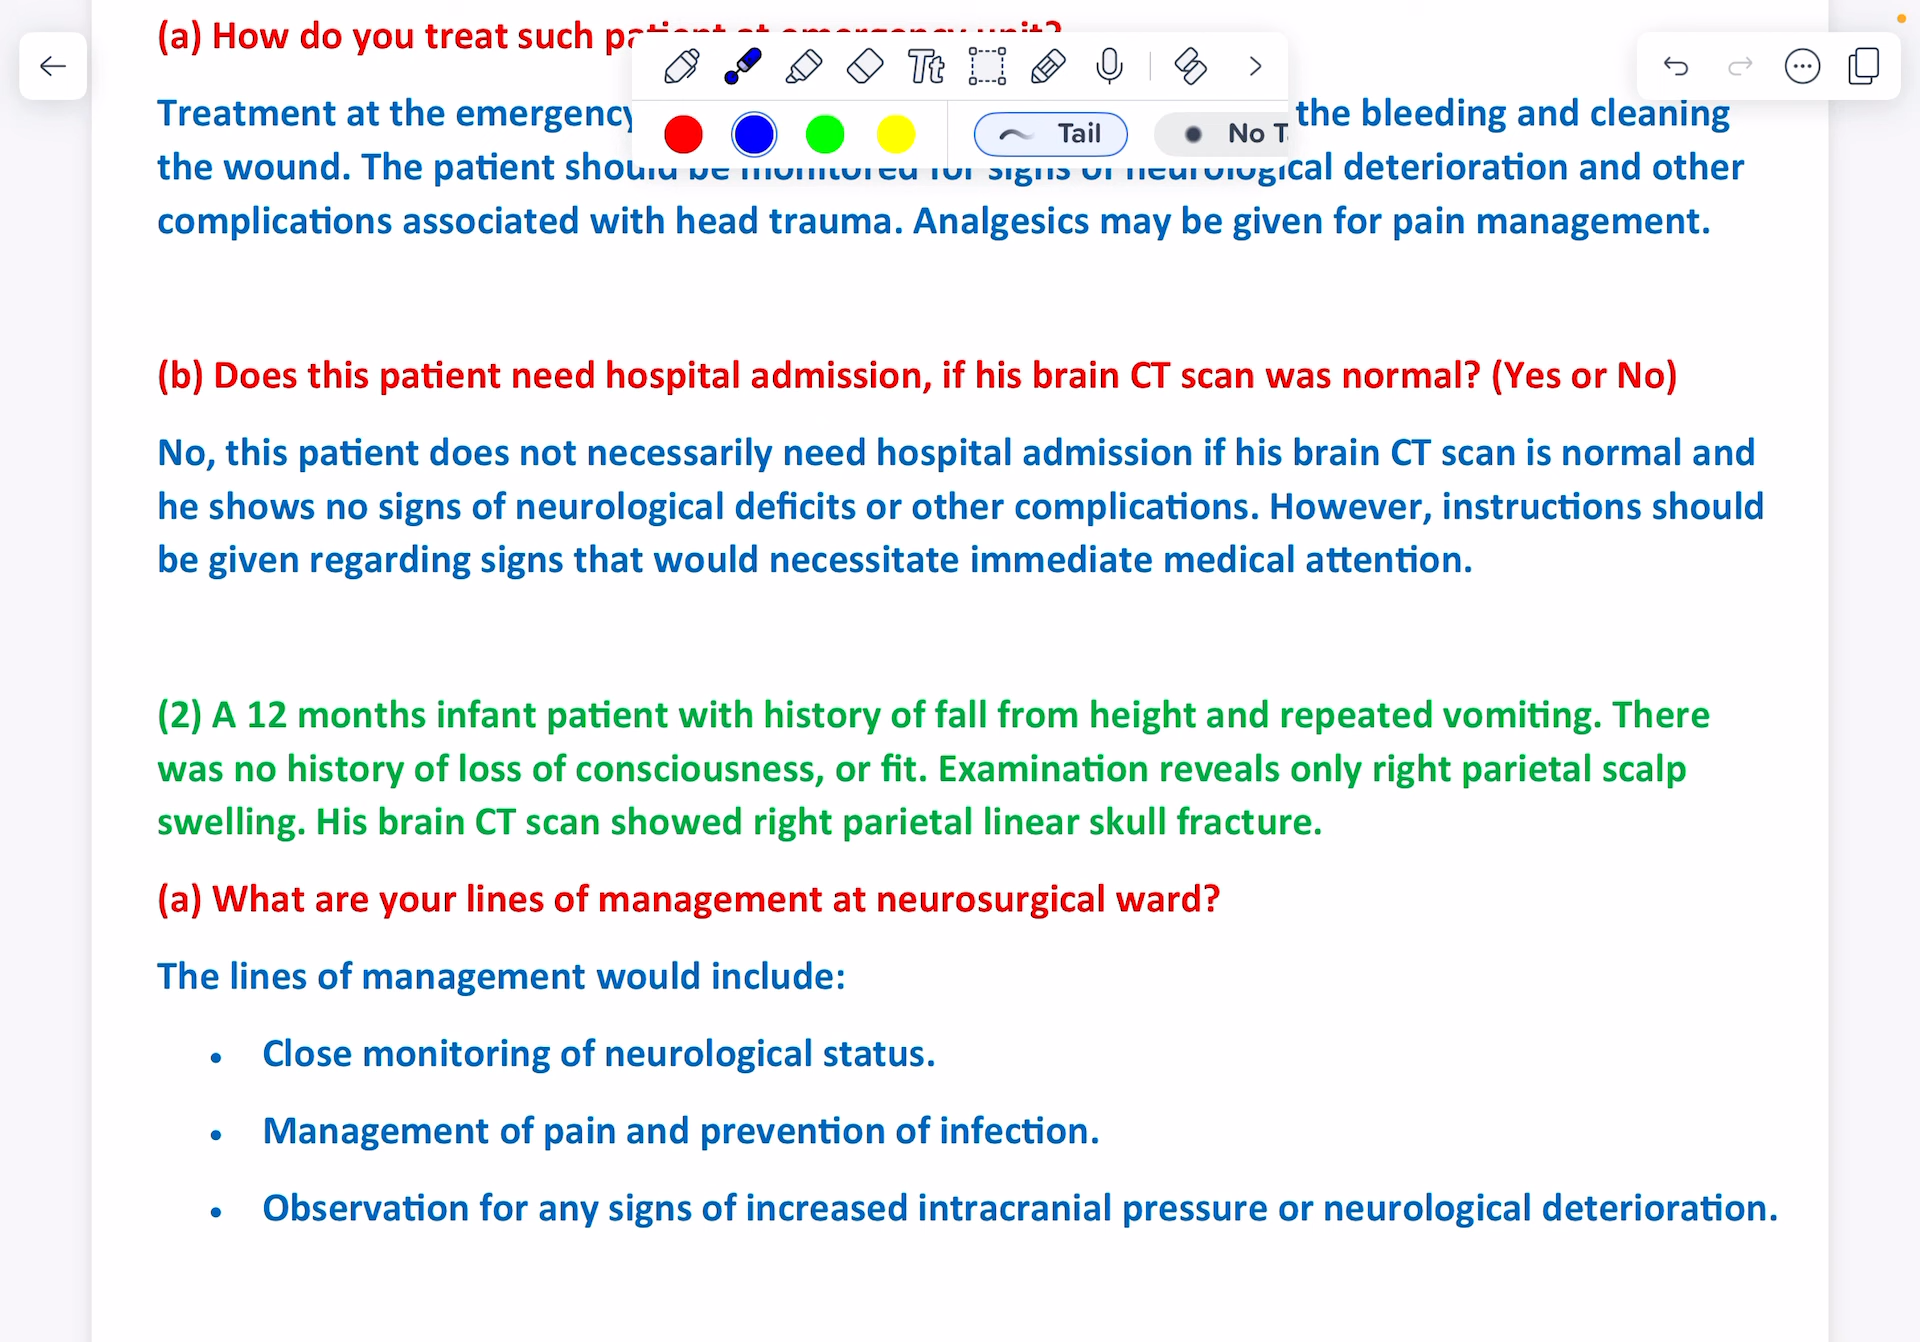 (a) How do you treat such
Tt
Treatment at the emergency the bleeding and cleaning
Tail No T
the wound. The patient should be monitored for signs of neurological deterioration and other
complications associated with head trauma. Analgesics may be given for pain management.
(b) Does this patient need hospital admission, if his brain CT scan was normal? (Yes or No)
No, this patient does not necessarily need hospital admission if his brain CT scan is normal and
he shows no signs of neurological deficits or other complications. However, instructions should
be given regarding signs that would necessitate immediate medical attention.
(2) A 12 months infant patient with history of fall from height and repeated vomiting. There
was no history of loss of consciousness, or fit. Examination reveals only right parietal scalp
swelling. His brain CT scan showed right parietal linear skull fracture.
(a) What are your lines of management at neurosurgical ward?
The lines of management would include:
• Close monitoring of neurological status.
• Management of pain and prevention of infection.
• Observation for any signs of increased intracranial pressure or neurological deterioration.